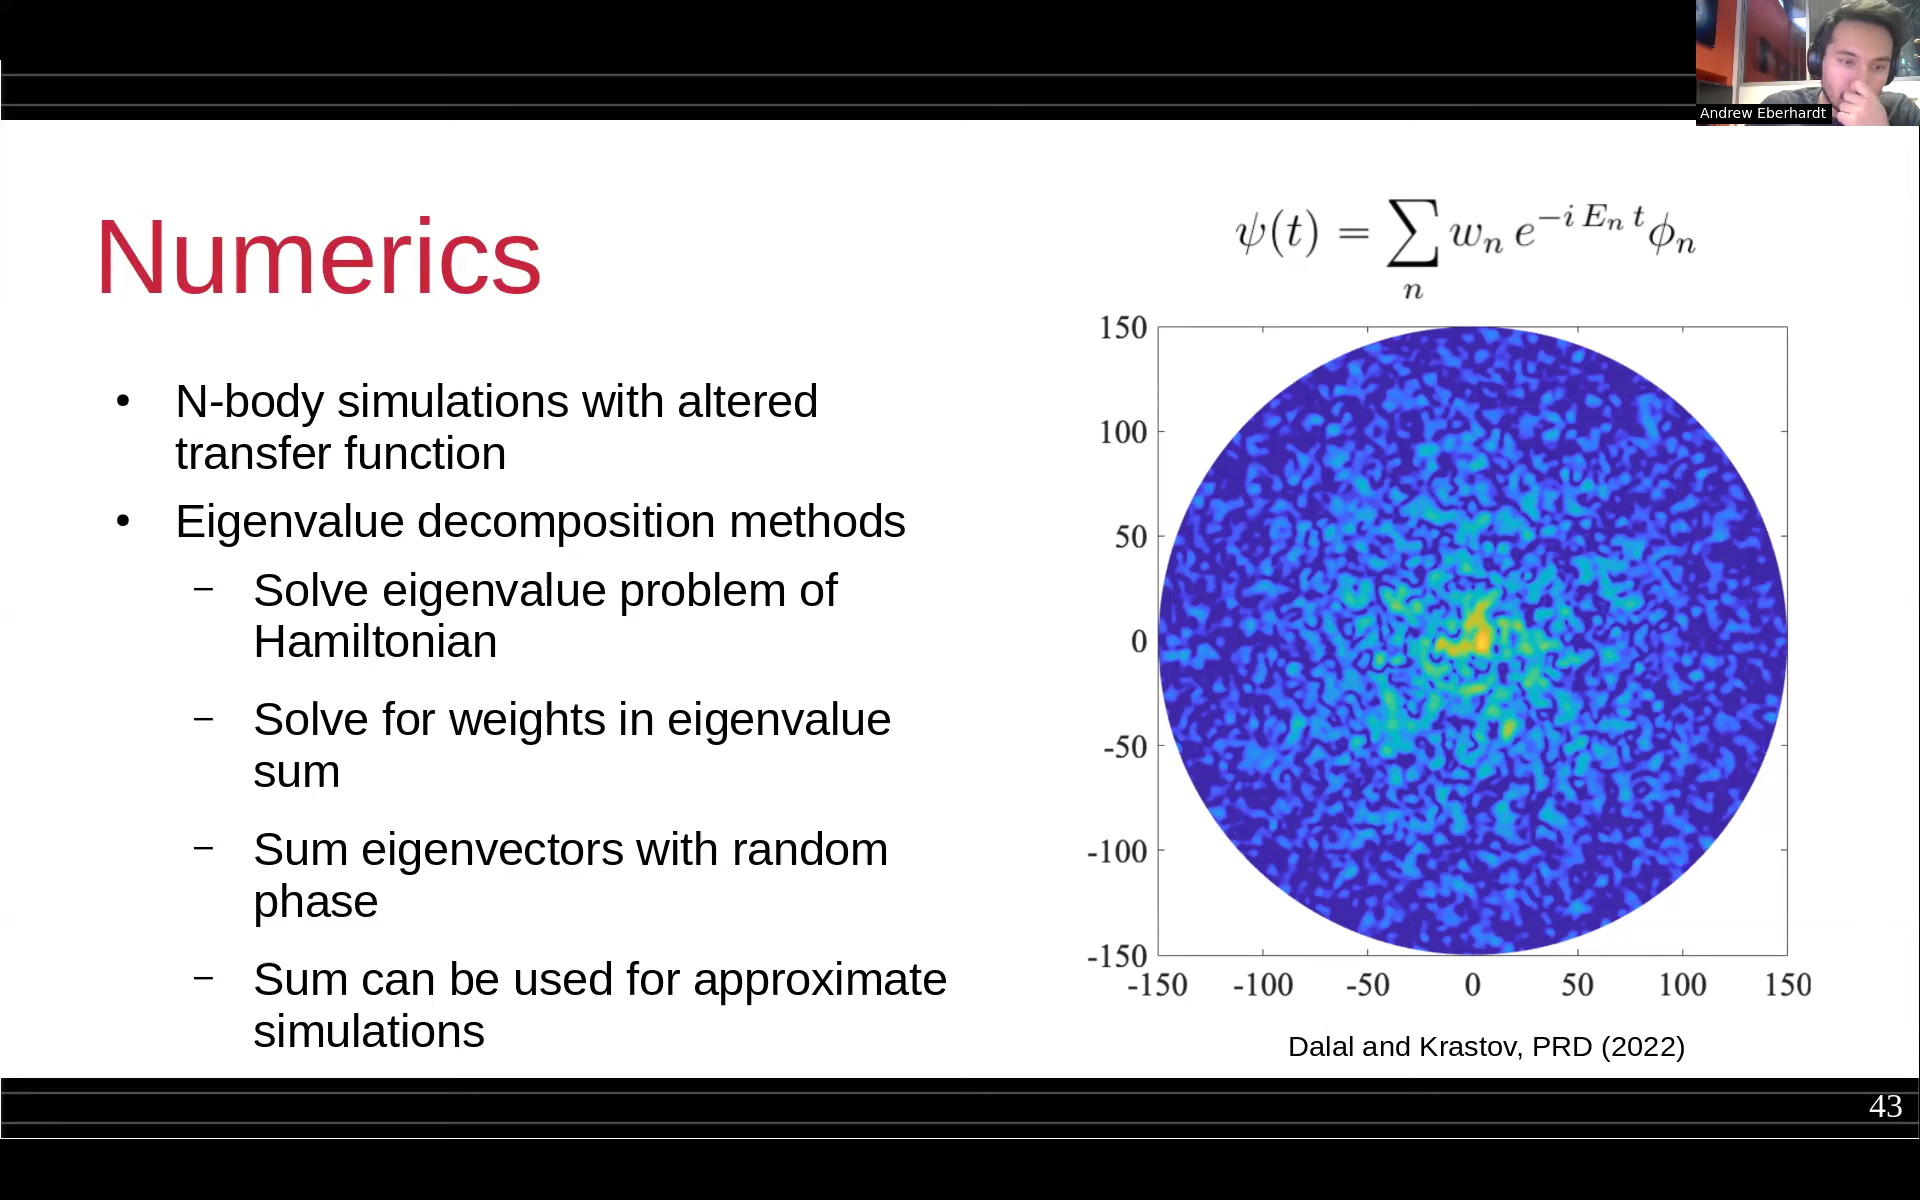 Andrew Eberhardt
Numerics
• N-body simulations with altered
transfer function
• Eigenvalue decomposition methods
– Solve eigenvalue problem of
Hamiltonian
– Solve for weights in eigenvalue
sum
– Sum eigenvectors with random
phase
– Sum can be used for approximate
simulations
ψ(t) = ∑ₙ wₙ e^{−i Eₙ t} ϕₙ
150
100
50
0
-50
-100
-150
-150 -100 -50 0 50 100 150
Dalal and Krastov, PRD (2022)
43